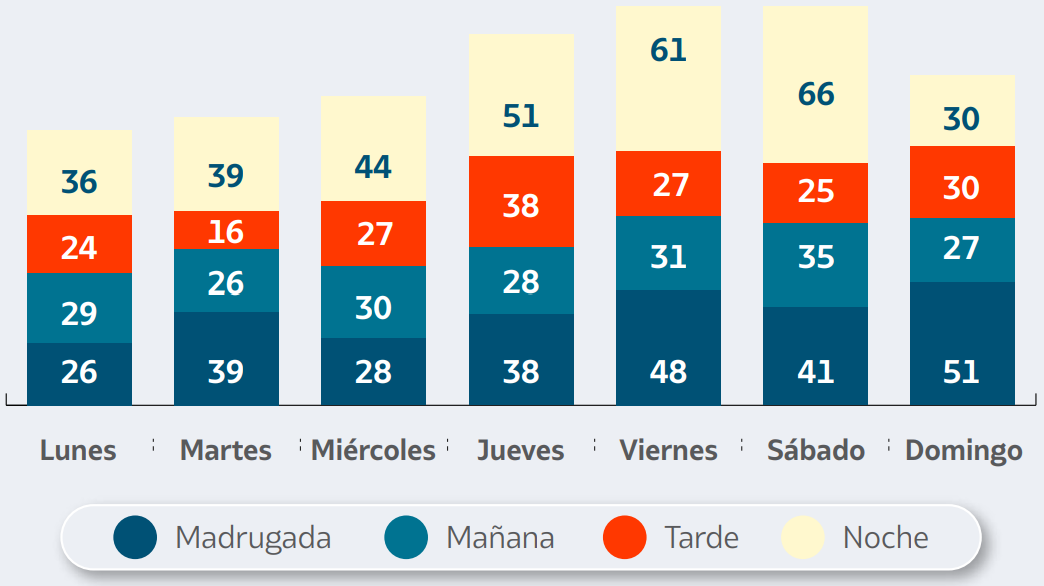 36 39 44 51 61 66 30
24 16 27 38 27 25 30
29 26 30 28 31 35 27
26 39 28 38 48 41 51
Lunes Martes Miércoles Jueves Viernes Sábado Domingo
Madrugada Mañana Tarde Noche